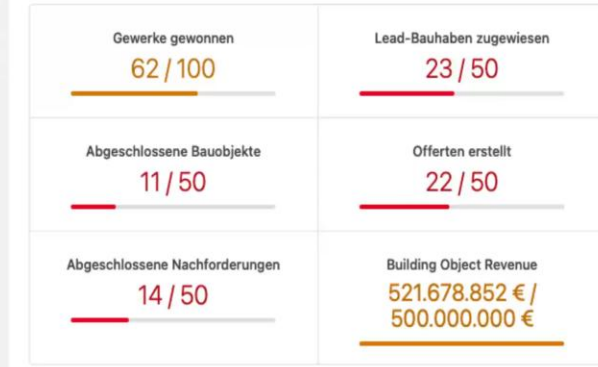 Gewerke gewonnen
62 / 100
Lead-Bauhaben zugewiesen
23 / 50
Abgeschlossene Bauobjekte
11 / 50
Offerten erstellt
22 / 50
Abgeschlossene Nachforderungen
14 / 50
Building Object Revenue
521.678.852 € /
500.000.000 €